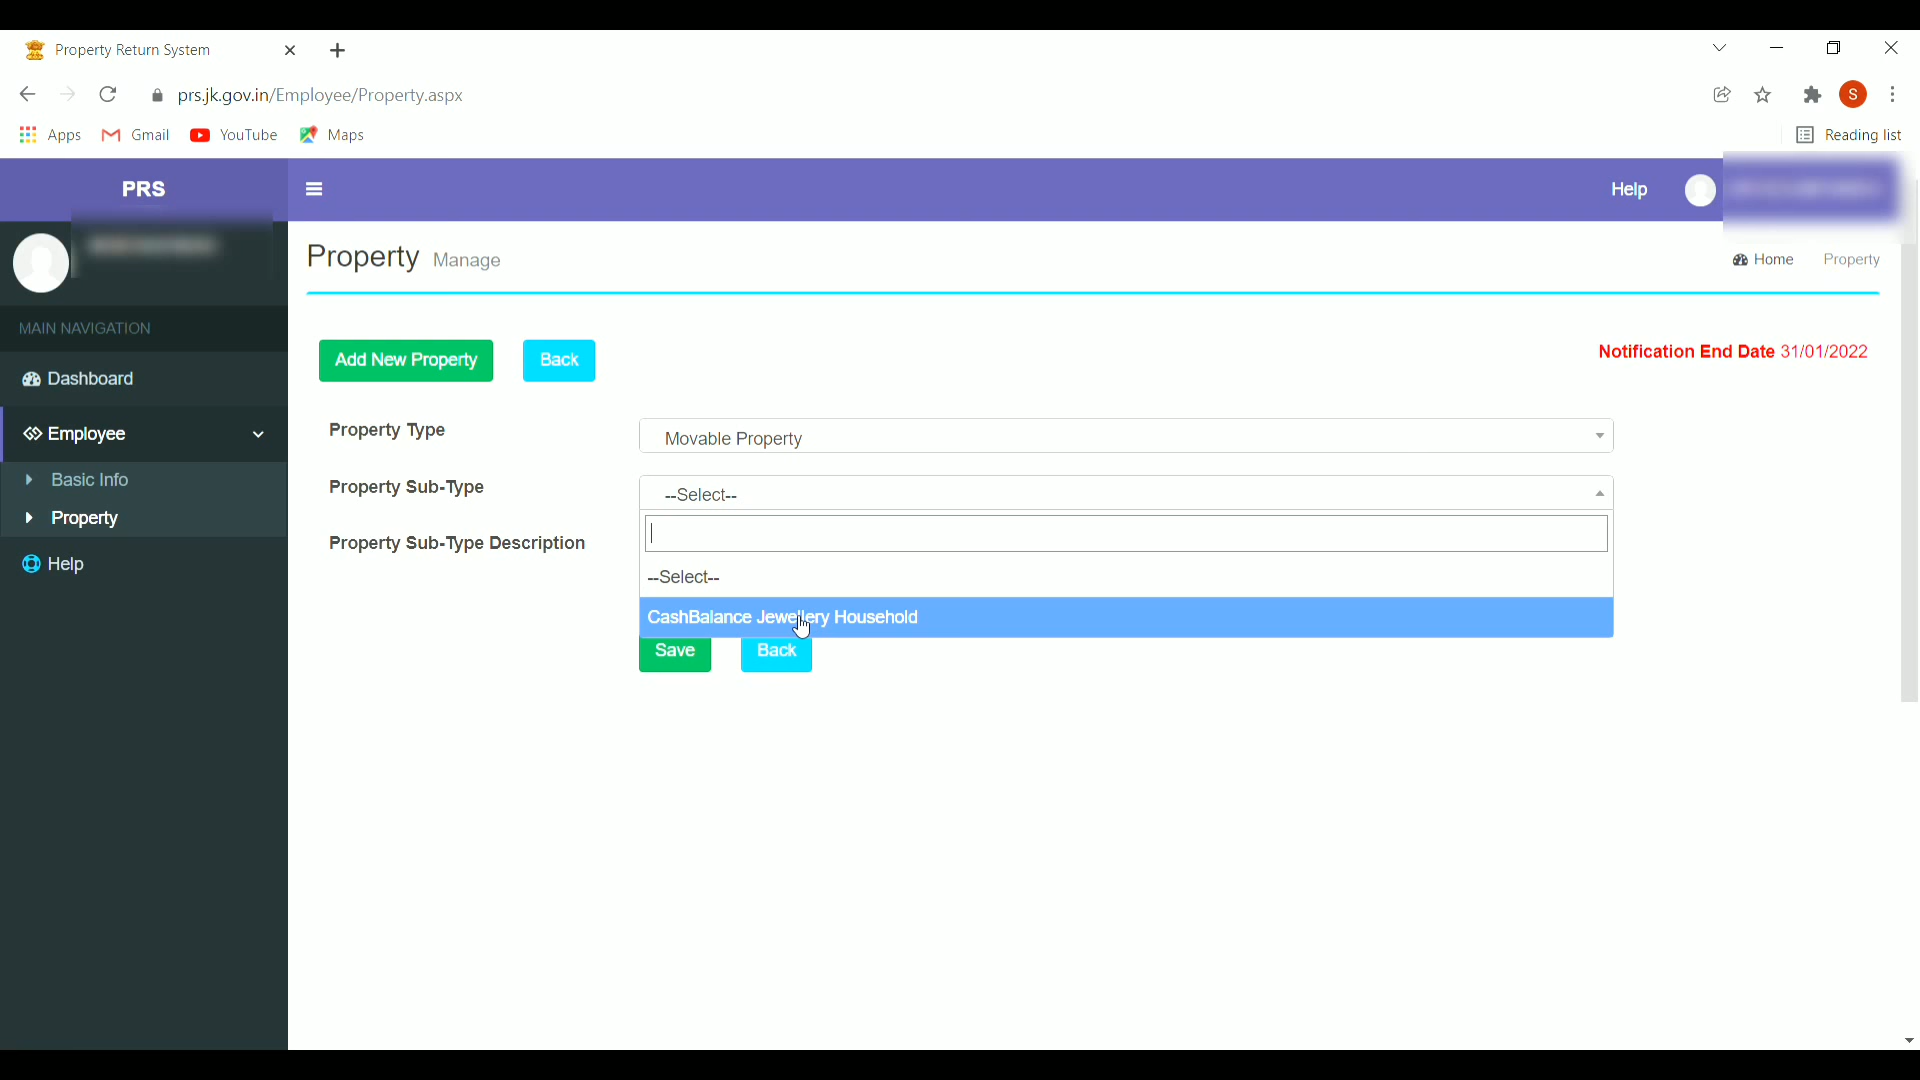 Property Return System
prs.jk.gov.in/Employee/Property.aspx
S
Apps Gmail YouTube Maps Reading list
PRS Help
Property Manage Home Property
MAIN NAVIGATION
Add New Property Back Notification End Date 31/01/2022
Dashboard
Employee
Basic Info
Property
Help
Property Type Movable Property
Property Sub-Type --Select--
Property Sub-Type Description
--Select--
CashBalance Jewellery Household
Save Back